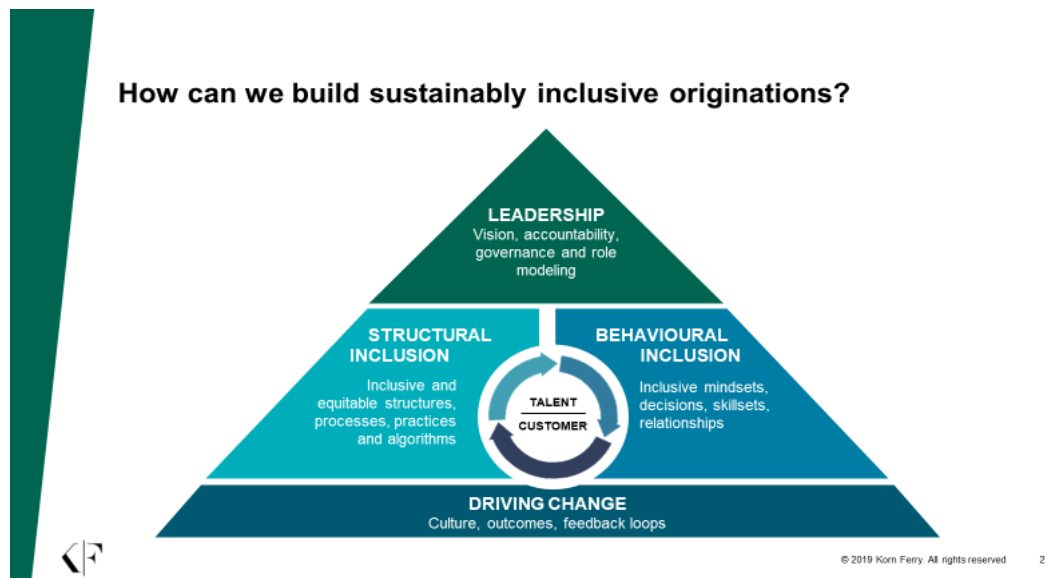 How can we build sustainably inclusive originations?
LEADERSHIP
Vision, accountability,
governance and role
modeling
STRUCTURAL
INCLUSION
Inclusive and
equitable structures,
processes, practices
and algorithms
BEHAVIOURAL
INCLUSION
Inclusive mindsets,
decisions, skillsets,
relationships
TALENT
CUSTOMER
DRIVING CHANGE
Culture, outcomes, feedback loops
KF
© 2019 Korn Ferry. All rights reserved
2